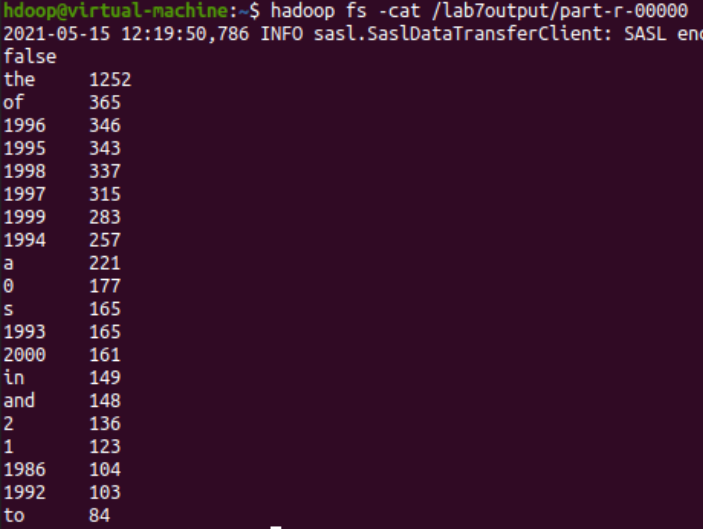 hdoop@virtual-machine:~$ hadoop fs -cat /lab7output/part-r-00000
2021-05-15 12:19:50,786 INFO sasl.SaslDataTransferClient: SASL enc
false
the 1252
of 365
1996 346
1995 343
1998 337
1997 315
1999 283
1994 257
a 221
0 177
s 165
1993 165
2000 161
in 149
and 148
2 136
1 123
1986 104
1992 103
to 84